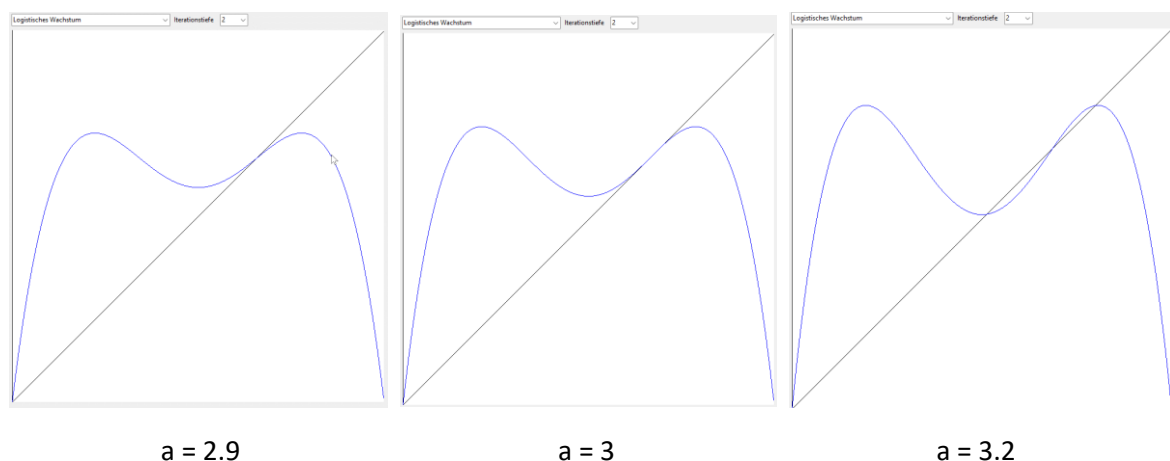 Logistisches Wachstum Iterationstiefe 2
Logistisches Wachstum Iterationstiefe 2
Logistisches Wachstum Iterationstiefe 2
a = 2.9
a = 3
a = 3.2